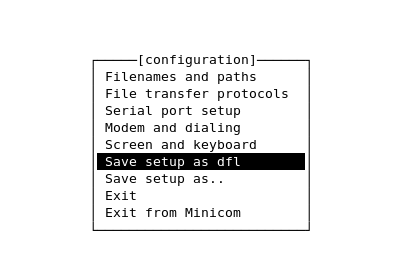 [configuration]
Filenames and paths
File transfer protocols
Serial port setup
Modem and dialing
Screen and keyboard
Save setup as dfl
Save setup as..
Exit
Exit from Minicom